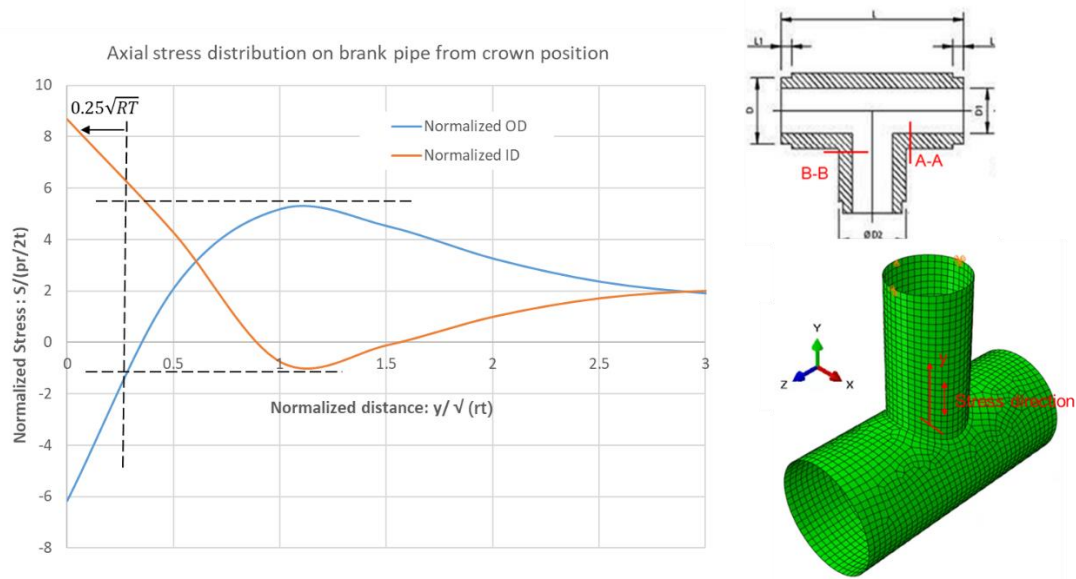 Axial stress distribution on brank pipe from crown position
10
8
6
4
2
0
-2
-4
-6
-8
Normalized Stress : S/(pr/2t)
0.25√RT
Normalized OD
Normalized ID
0
0.5
1
1.5
2
2.5
3
Normalized distance: y/ √ (rt)
L
L1
L
D
D1
A-A
B-B
ØD2
Y
Z
X
y
Stress direction